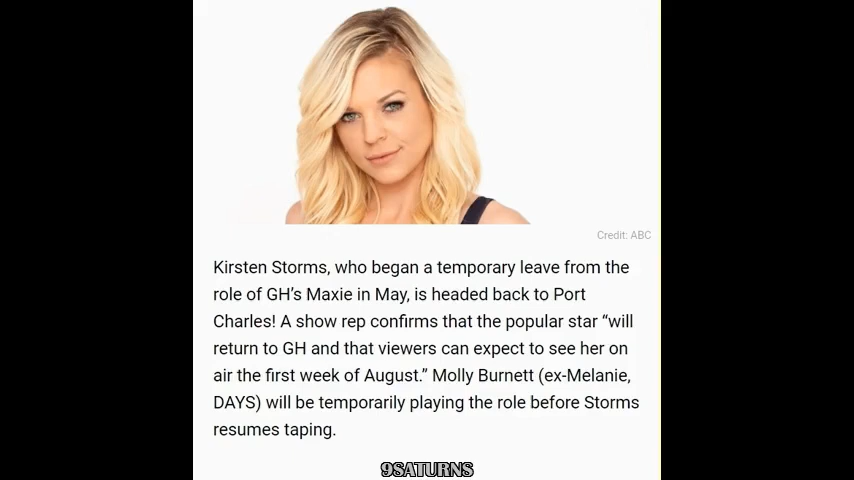 Credit: ABC
Kirsten Storms, who began a temporary leave from the
role of GH’s Maxie in May, is headed back to Port
Charles! A show rep confirms that the popular star “will
return to GH and that viewers can expect to see her on
air the first week of August.” Molly Burnett (ex-Melanie,
DAYS) will be temporarily playing the role before Storms
resumes taping.
9SATURNS